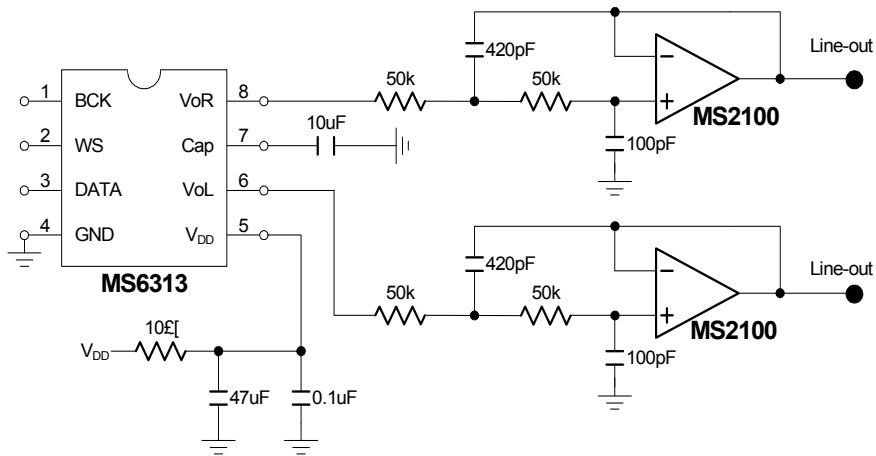 420pF
50k
50k
Line-out
MS2100
100pF
1
BCK
VoR
8
2
WS
Cap
7
10uF
3
DATA
VoL
6
4
GND
VDD
5
MS6313
420pF
50k
50k
Line-out
MS2100
100pF
VDD
10£[
47uF
0.1uF